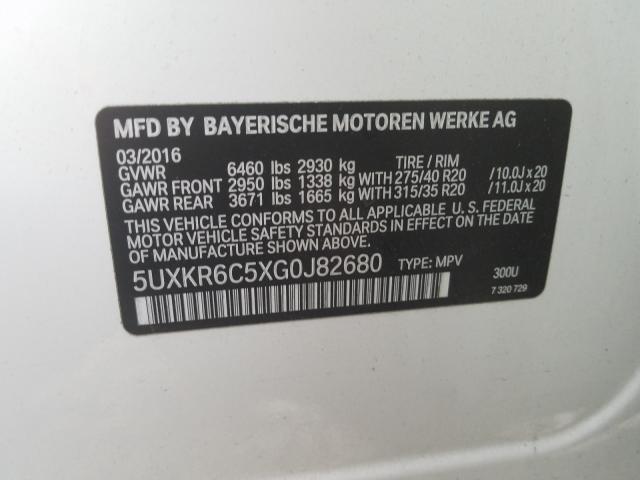 MFD BY BAYERISCHE MOTOREN WERKE AG
03/2016
GVWR 6460 lbs 2930 kg TIRE / RIM
GAWR FRONT 2950 lbs 1338 kg WITH 275/40 R20 /10.0J x 20
GAWR REAR 3671 lbs 1665 kg WITH 315/35 R20 /11.0J x 20
THIS VEHICLE CONFORMS TO ALL APPLICABLE U. S. FEDERAL
MOTOR VEHICLE SAFETY STANDARDS IN EFFECT ON THE DATE
OF MANUFACTURE SHOWN ABOVE.
5UXKR6C5XG0J82680 TYPE: MPV 300U
7 320 729